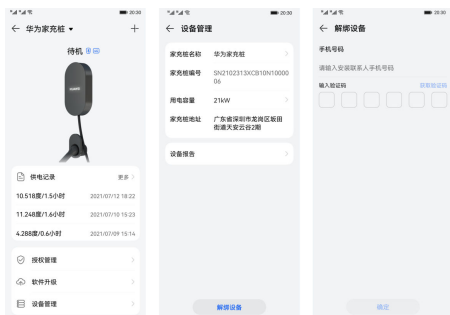 20:30
← 华为家充桩 ▾ +
待机
HUAWEI
供电记录 更多 >
10.518度/1.5小时 2021/07/12 18:22
11.248度/1.6小时 2021/07/10 15:23
4.288度/0.6小时 2021/07/09 15:14
授权管理 >
软件升级 >
设备管理 >
20:30
← 设备管理
家充桩名称 华为家充桩 >
家充桩编号 SN2102313XCB10N10000
06
用电容量 21kW >
家充桩地址 广东省深圳市龙岗区坂田
街道天安云谷2期
设备报告 >
解绑设备
20:30
← 解绑设备
手机号码
请输入安装联系人手机号码
输入验证码 获取验证码
确定